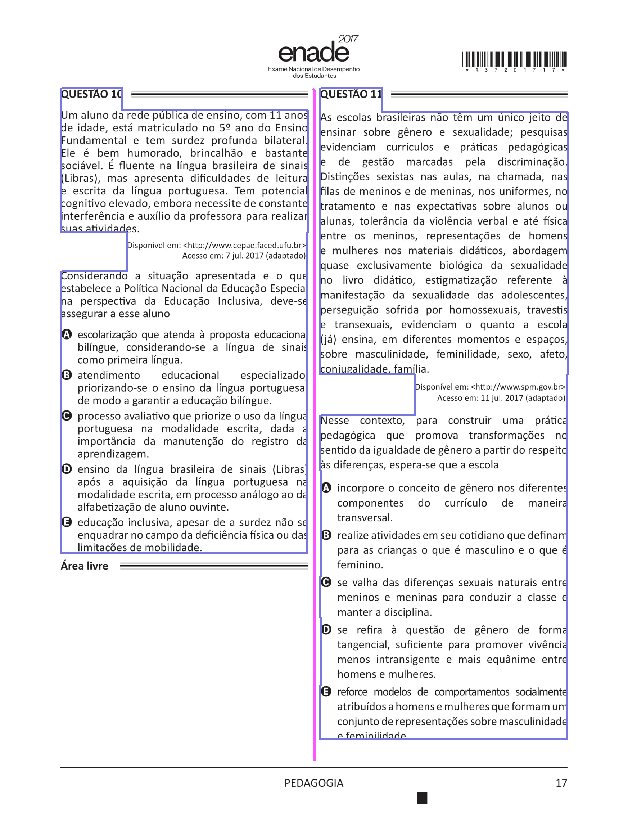 enade 2017
Exame Nacional de Desempenho
dos Estudantes
QUESTÃO 10
Um aluno da rede pública de ensino, com 11 anos
de idade, está matriculado no 5º ano do Ensino
Fundamental e tem surdez profunda bilateral.
Ele é bem humorado, brincalhão e bastante
sociável. É fluente na língua brasileira de sinais
(Libras), mas apresenta dificuldades de leitura
e escrita da língua portuguesa. Tem potencial
cognitivo elevado, embora necessite de constante
interferência e auxílio da professora para realizar
suas atividades.
Disponível em: <http://www.cepae.faced.ufu.br>
Acesso em: 7 jul. 2017 (adaptado)
Considerando a situação apresentada e o que
estabelece a Política Nacional da Educação Especial
na perspectiva da Educação Inclusiva, deve-se
assegurar a esse aluno
A escolarização que atenda à proposta educacional
bilíngue, considerando-se a língua de sinais
como primeira língua.
B atendimento educacional especializado
priorizando-se o ensino da língua portuguesa
de modo a garantir a educação bilíngue.
C processo avaliativo que priorize o uso da língua
portuguesa na modalidade escrita, dada a
importância da manutenção do registro da
aprendizagem.
D ensino da língua brasileira de sinais (Libras)
após a aquisição da língua portuguesa na
modalidade escrita, em processo análogo ao da
alfabetização de aluno ouvinte.
E educação inclusiva, apesar de a surdez não se
enquadrar no campo da deficiência física ou das
limitações de mobilidade.
Área livre
QUESTÃO 11
As escolas brasileiras não têm um único jeito de
ensinar sobre gênero e sexualidade; pesquisas
evidenciam currículos e práticas pedagógicas
e de gestão marcadas pela discriminação.
Distinções sexistas nas aulas, na chamada, nas
filas de meninos e de meninas, nos uniformes, no
tratamento e nas expectativas sobre alunos ou
alunas, tolerância da violência verbal e até física
entre os meninos, representações de homens
e mulheres nos materiais didáticos, abordagem
quase exclusivamente biológica da sexualidade
no livro didático, estigmatização referente à
manifestação da sexualidade das adolescentes,
perseguição sofrida por homossexuais, travestis
e transexuais, evidenciam o quanto a escola
(já) ensina, em diferentes momentos e espaços,
sobre masculinidade, feminilidade, sexo, afeto,
conjugalidade, família.
Disponível em: <http://www.spm.gov.br>
Acesso em: 11 jul. 2017 (adaptado)
Nesse contexto, para construir uma prática
pedagógica que promova transformações no
sentido da igualdade de gênero a partir do respeito
às diferenças, espera-se que a escola
A incorpore o conceito de gênero nos diferentes
componentes do currículo de maneira
transversal.
B realize atividades em seu cotidiano que definam
para as crianças o que é masculino e o que é
feminino.
C se valha das diferenças sexuais naturais entre
meninos e meninas para conduzir a classe e
manter a disciplina.
D se refira à questão de gênero de forma
tangencial, suficiente para promover vivência
menos intransigente e mais equânime entre
homens e mulheres.
E reforce modelos de comportamentos socialmente
atribuídos a homens e mulheres que formam um
conjunto de representações sobre masculinidade
e feminilidade
PEDAGOGIA
17